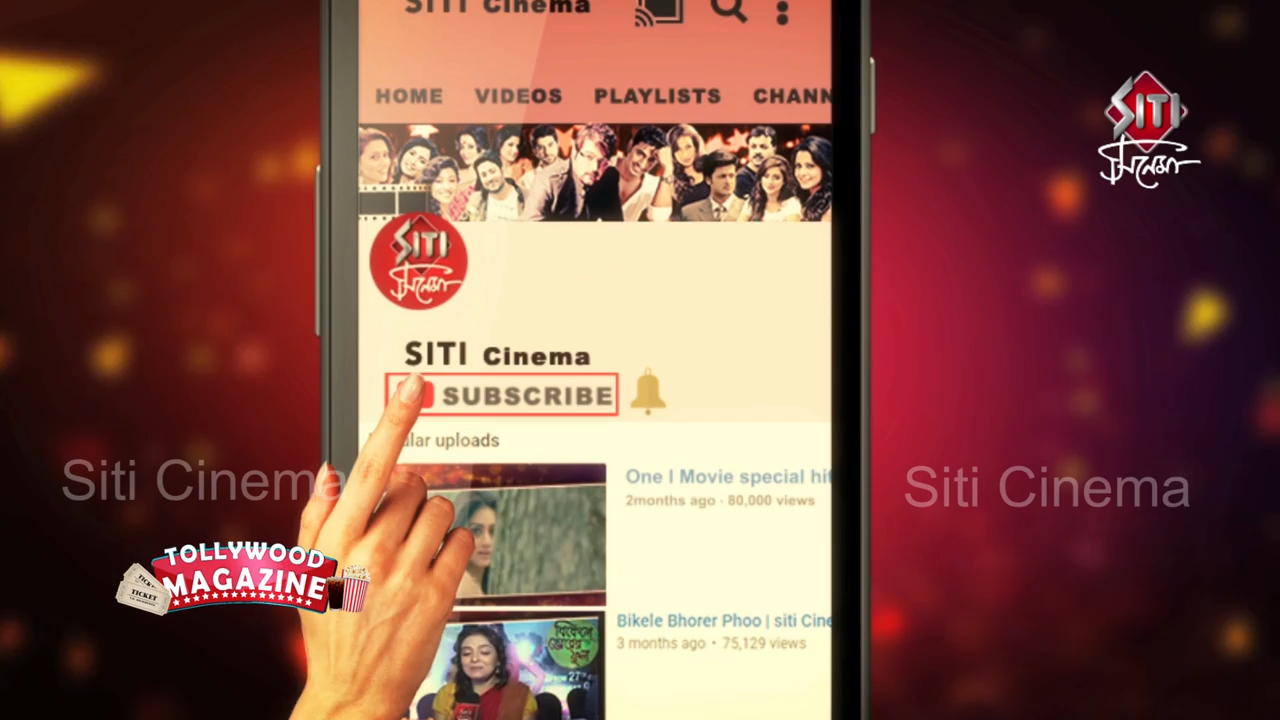 SITI Cinema
HOME VIDEOS PLAYLISTS CHANN
SITI
সিনেমা
SITI
সিনেমা
SITI Cinema
SUBSCRIBE
ular uploads
Siti Cinema
Siti Cinema
One I Movie special hit
2months ago · 80,000 views
TOLLYWOOD
MAGAZINE
TICKET
TICKET
Bikele Bhorer Phoo | siti Cine
3 months ago • 75,129 views
বিকেলে
ভোরের
ফুল